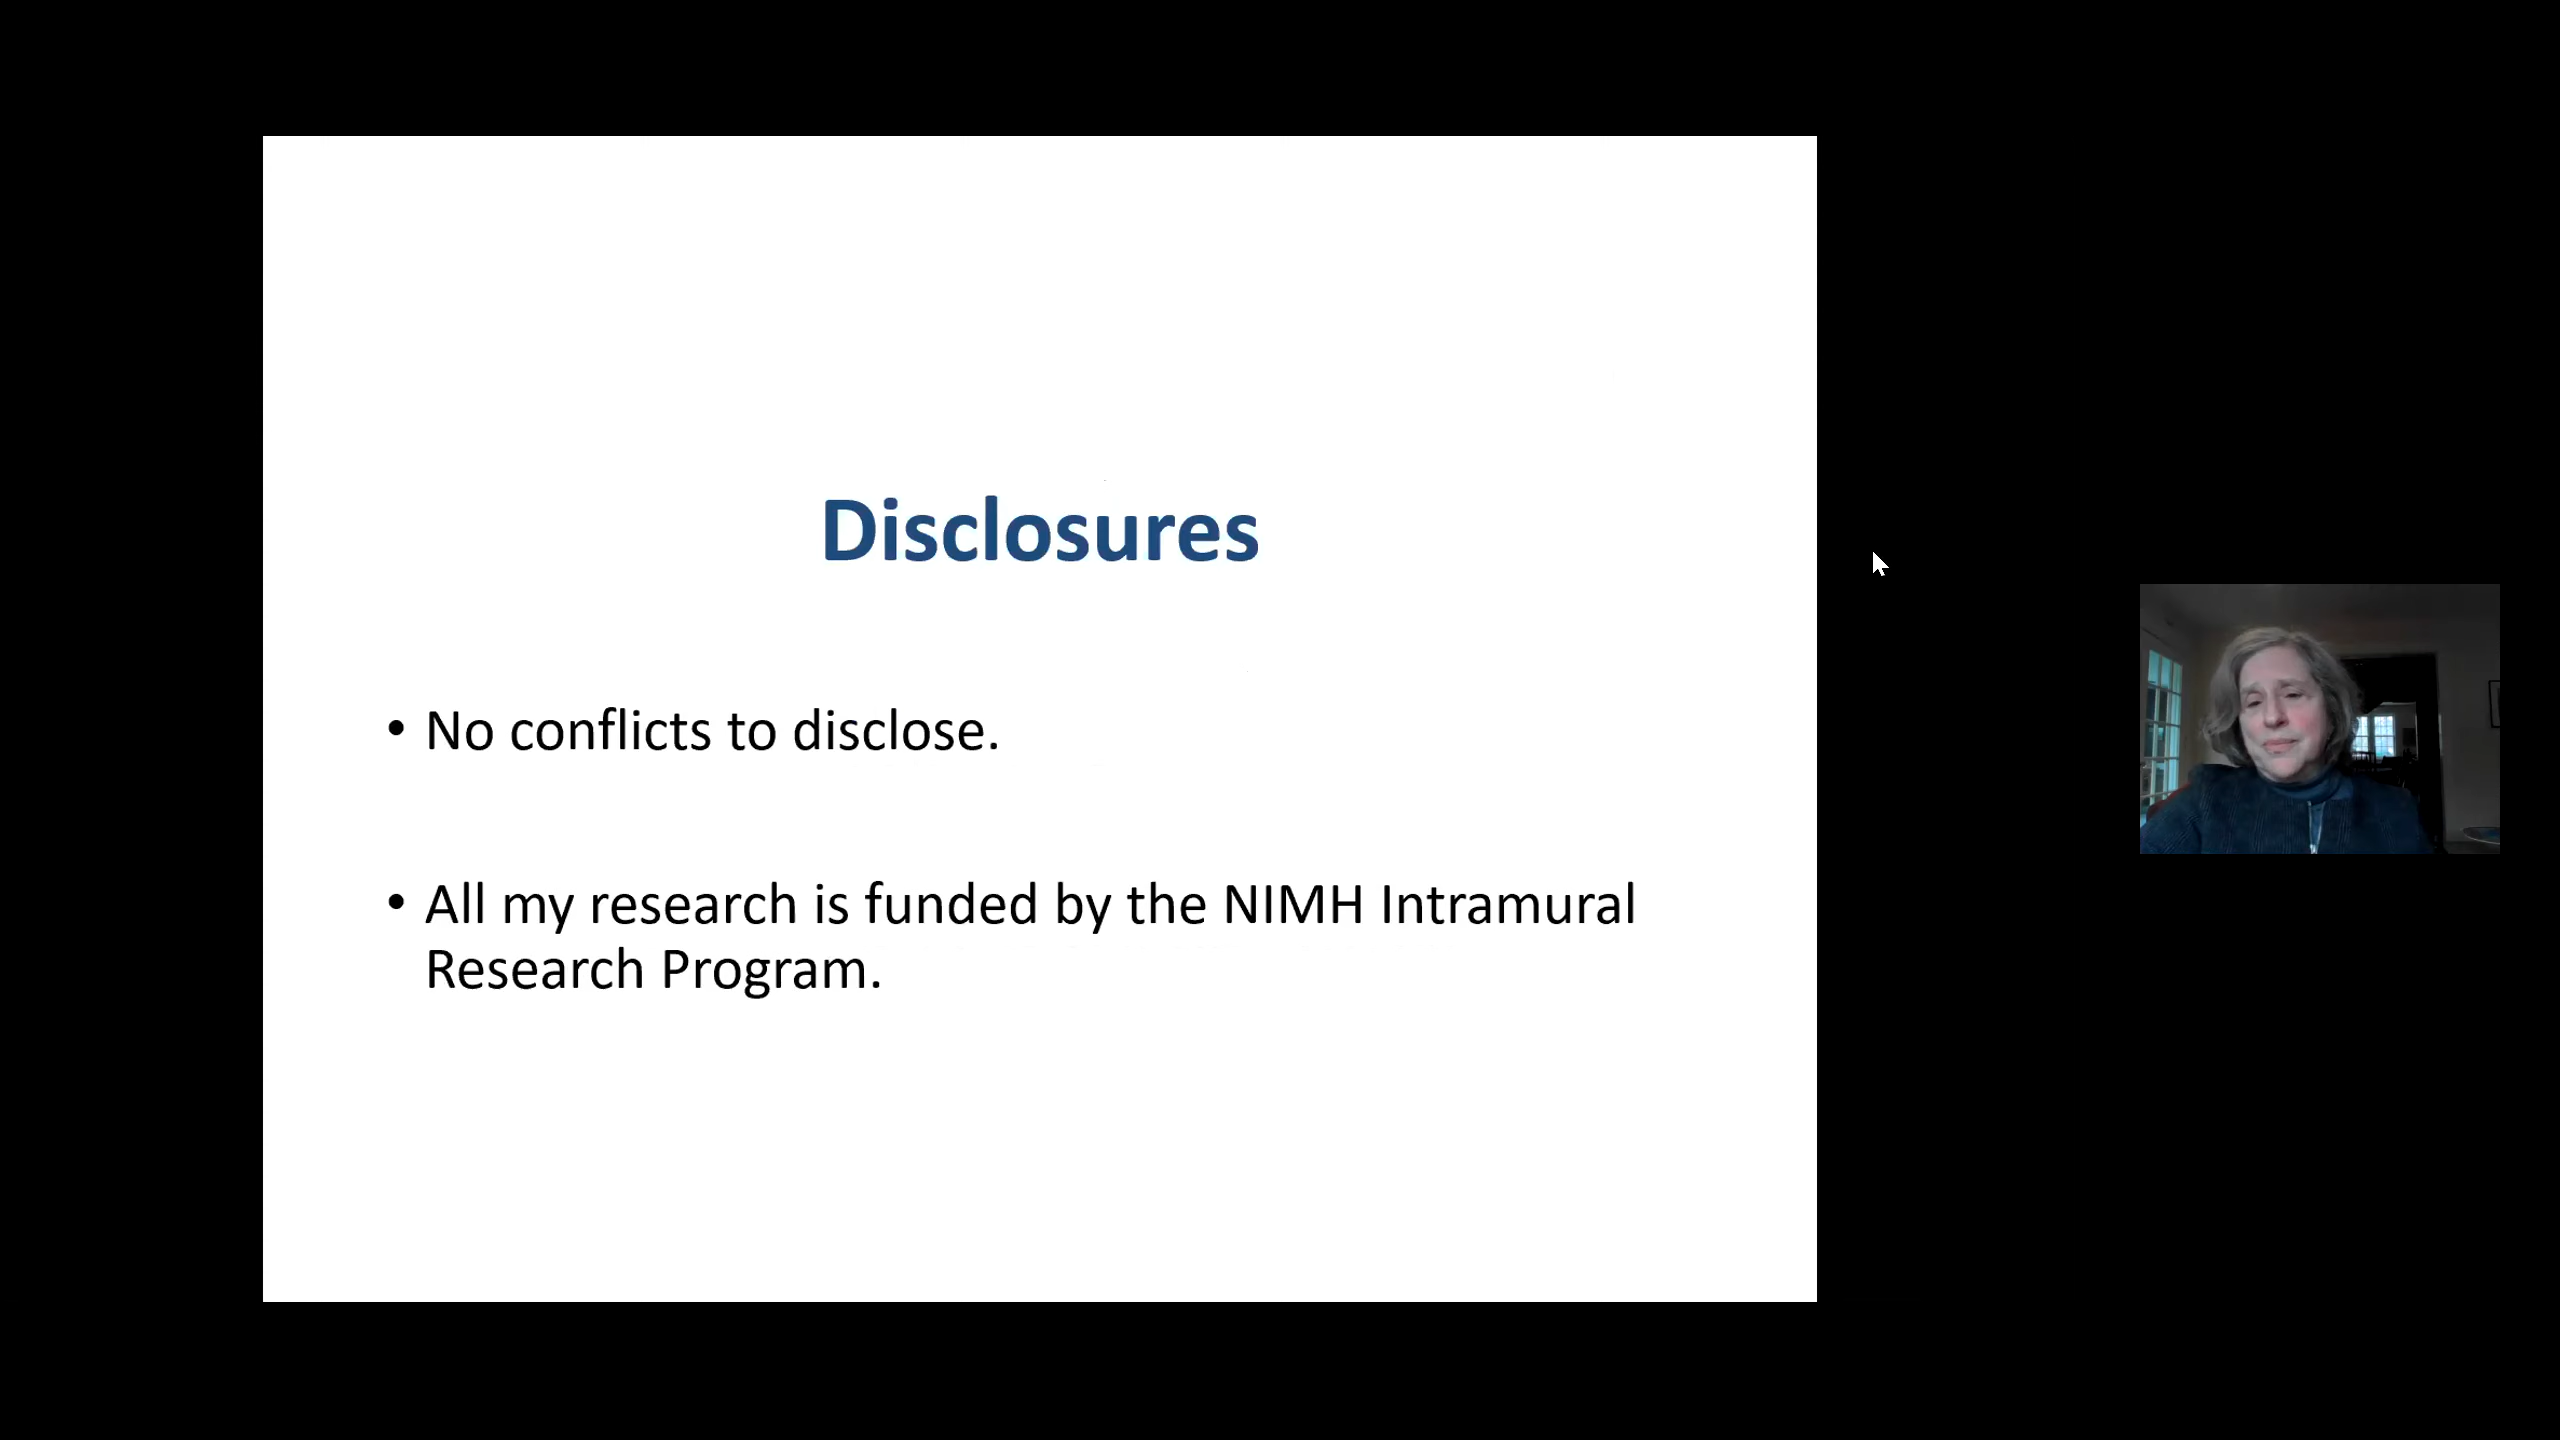 Disclosures
• No conflicts to disclose.
• All my research is funded by the NIMH Intramural
Research Program.